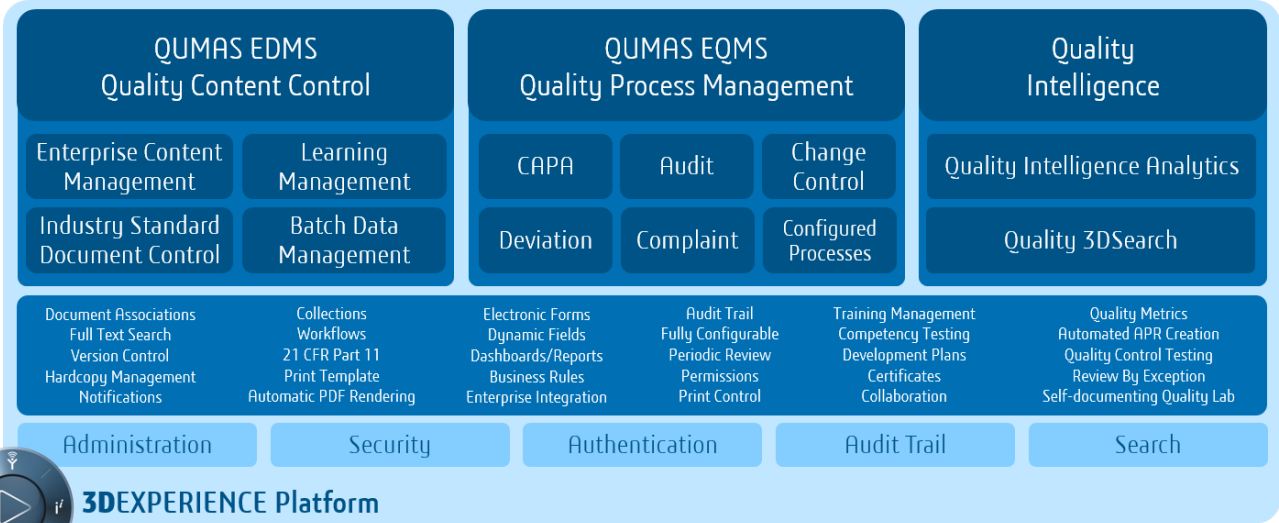 QUMAS EDMS
Quality Content Control
QUMAS EQMS
Quality Process Management
Quality
Intelligence
Enterprise Content
Management
Learning
Management
Industry Standard
Document Control
Batch Data
Management
CAPA
Audit
Change
Control
Deviation
Complaint
Configured
Processes
Quality Intelligence Analytics
Quality 3DSearch
Document Associations
Full Text Search
Version Control
Hardcopy Management
Notifications
Collections
Workflows
21 CFR Part 11
Print Template
Automatic PDF Rendering
Electronic Forms
Dynamic Fields
Dashboards/Reports
Business Rules
Enterprise Integration
Audit Trail
Fully Configurable
Periodic Review
Permissions
Print Control
Training Management
Competency Testing
Development Plans
Certificates
Collaboration
Quality Metrics
Automated APR Creation
Quality Control Testing
Review By Exception
Self-documenting Quality Lab
Administration
Security
Authentication
Audit Trail
Search
3DEXPERIENCE Platform